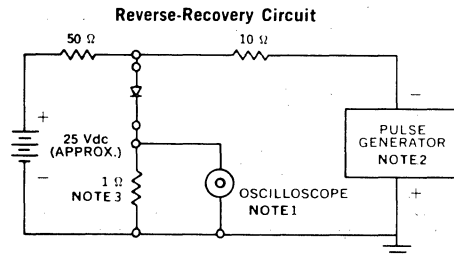 Reverse-Recovery Circuit
50 Ω
10 Ω
+
25 Vdc
(APPROX.)
−
1 Ω
NOTE 3
OSCILLOSCOPE
NOTE 1
−
PULSE
GENERATOR
NOTE 2
+